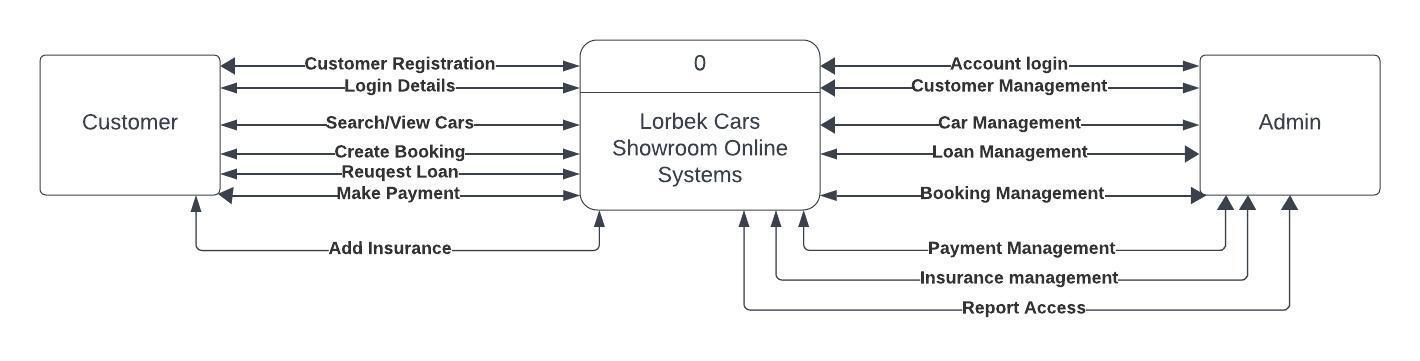 Customer
Customer Registration
Login Details
Search/View Cars
Create Booking
Reuqest Loan
Make Payment
Add Insurance
0
Lorbek Cars
Showroom Online
Systems
Account login
Customer Management
Car Management
Loan Management
Booking Management
Payment Management
Insurance management
Report Access
Admin